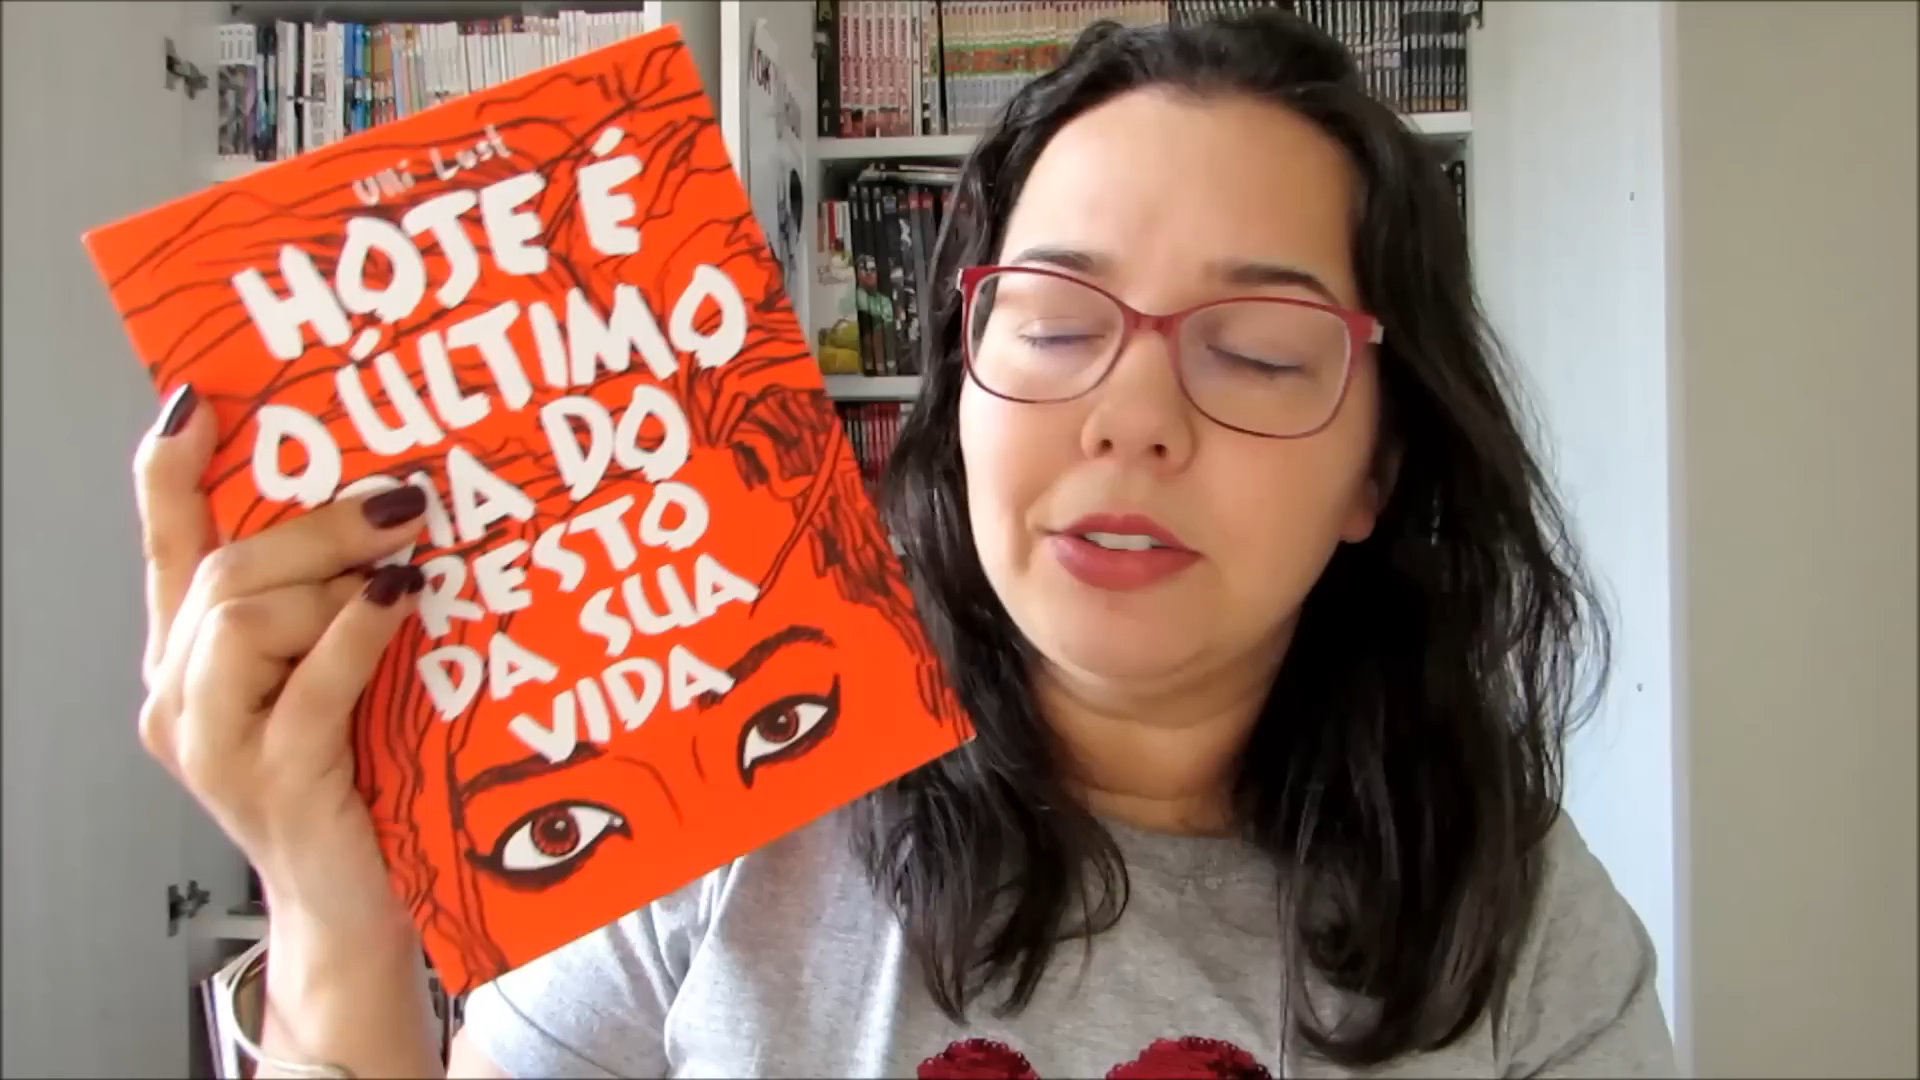 Ulli Lust
HOJE É
O ÚLTIMO
DIA DO
RESTO
DA SUA
VIDA